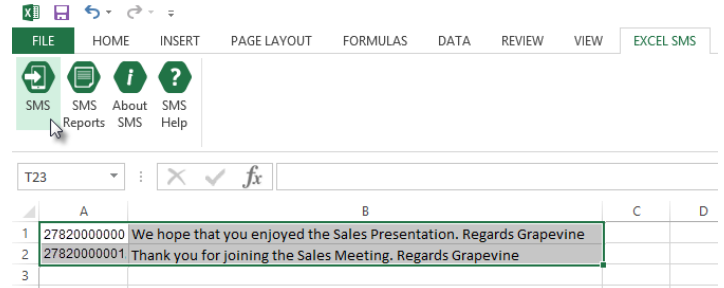 FILE HOME INSERT PAGE LAYOUT FORMULAS DATA REVIEW VIEW EXCEL SMS
SMS SMS Reports About SMS SMS Help
T23 fx
A B C D
1 27820000000 We hope that you enjoyed the Sales Presentation. Regards Grapevine
2 27820000001 Thank you for joining the Sales Meeting. Regards Grapevine
3